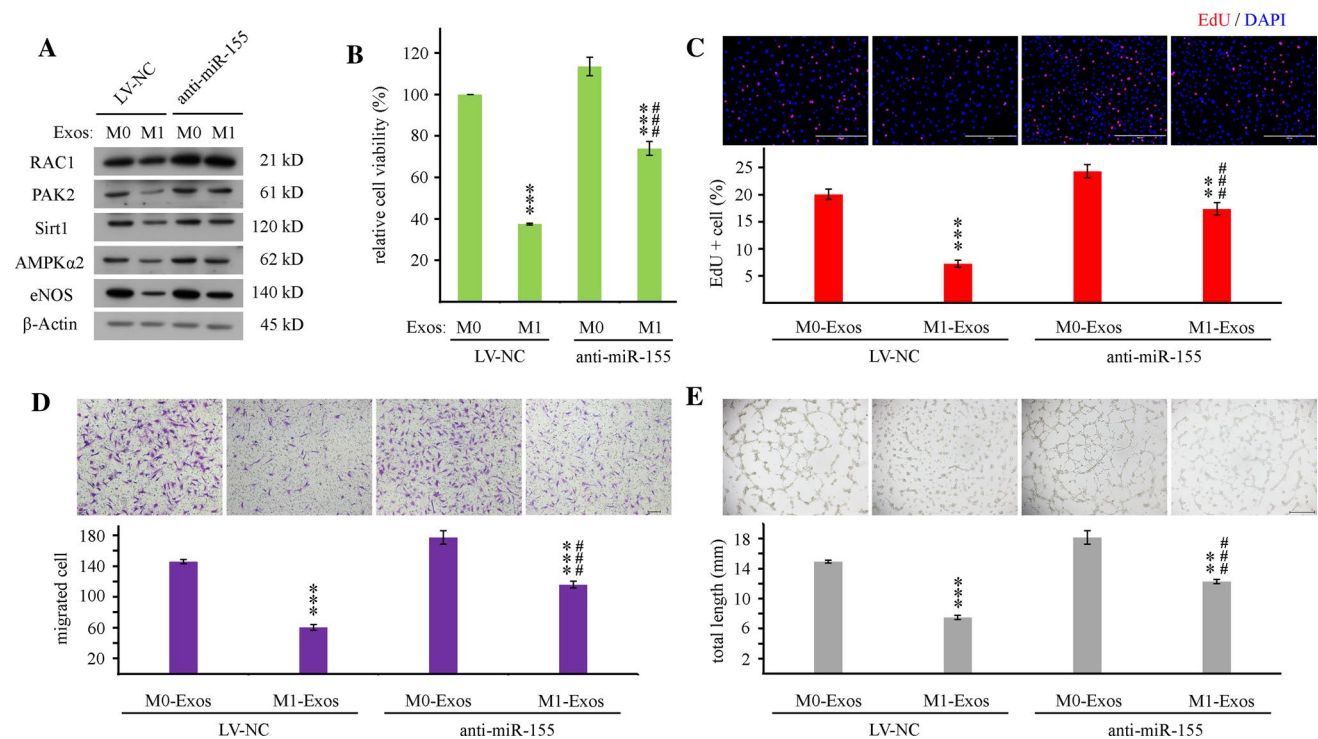 A
LV-NC anti-miR-155
Exos: M0 M1 M0 M1
RAC1 21 kD
PAK2 61 kD
Sirt1 120 kD
AMPKα2 62 kD
eNOS 140 kD
β-Actin 45 kD
B
relative cell viability (%)
120
100
80
60
40
20
***
***
###
Exos: M0 M1 M0 M1
LV-NC anti-miR-155
EdU / DAPI
C
EdU + cell (%)
25
20
15
10
5
***
**
###
M0-Exos M1-Exos M0-Exos M1-Exos
LV-NC anti-miR-155
D
migrated cell
180
140
100
60
20
***
***
###
M0-Exos M1-Exos M0-Exos M1-Exos
LV-NC anti-miR-155
E
total length (mm)
18
14
12
6
2
***
**
###
M0-Exos M1-Exos M0-Exos M1-Exos
LV-NC anti-miR-155